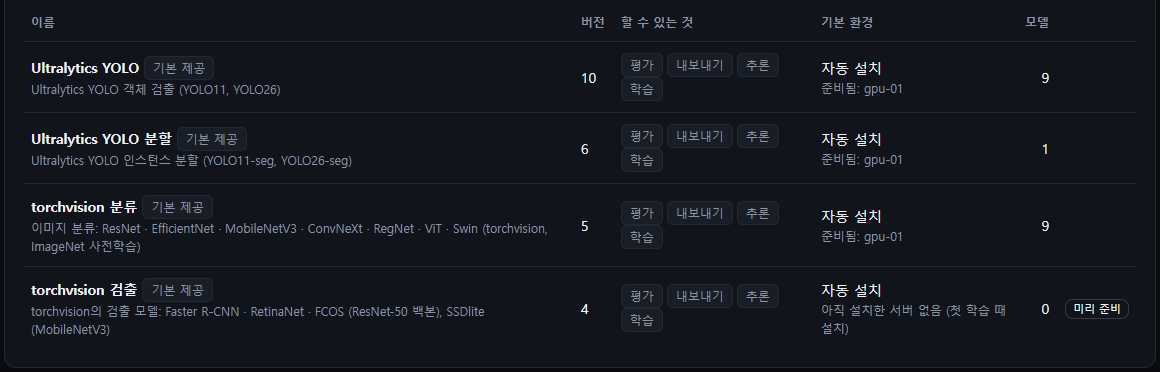 이름 버전 할 수 있는 것 기본 환경 모델
Ultralytics YOLO 기본 제공
Ultralytics YOLO 객체 검출 (YOLO11, YOLO26)
10
평가 내보내기 추론
학습
자동 설치
준비됨: gpu-01
9
Ultralytics YOLO 분할 기본 제공
Ultralytics YOLO 인스턴스 분할 (YOLO11-seg, YOLO26-seg)
6
평가 내보내기 추론
학습
자동 설치
준비됨: gpu-01
1
torchvision 분류 기본 제공
이미지 분류: ResNet · EfficientNet · MobileNetV3 · ConvNeXt · RegNet · ViT · Swin (torchvision,
ImageNet 사전학습)
5
평가 내보내기 추론
학습
자동 설치
준비됨: gpu-01
9
torchvision 검출 기본 제공
torchvision의 검출 모델: Faster R-CNN · RetinaNet · FCOS (ResNet-50 백본), SSDlite
(MobileNetV3)
4
평가 내보내기 추론
학습
자동 설치
아직 설치한 서버 없음 (첫 학습 때
설치)
0
미리 준비